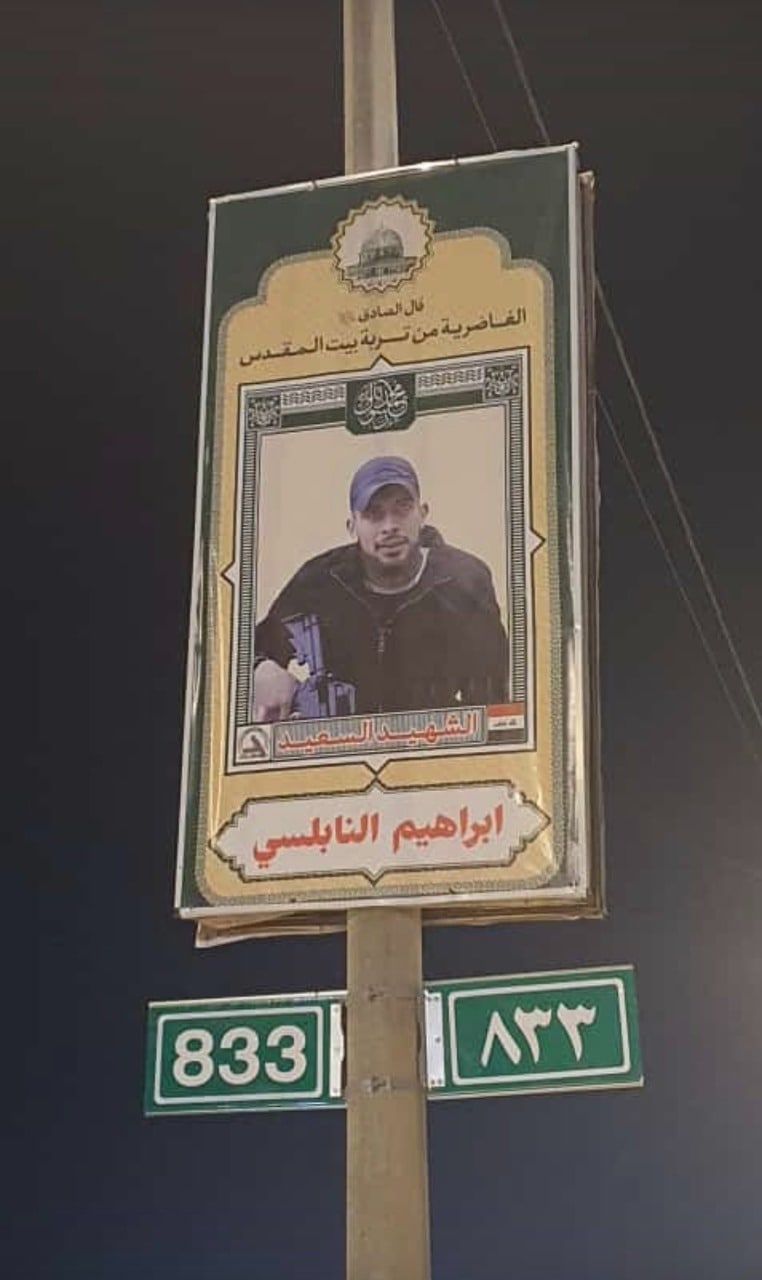 قال الصادق
الغاضرية من تربة بيت المقدس
الشهيد السعيد
ابراهيم النابلسي
833
٨٣٣